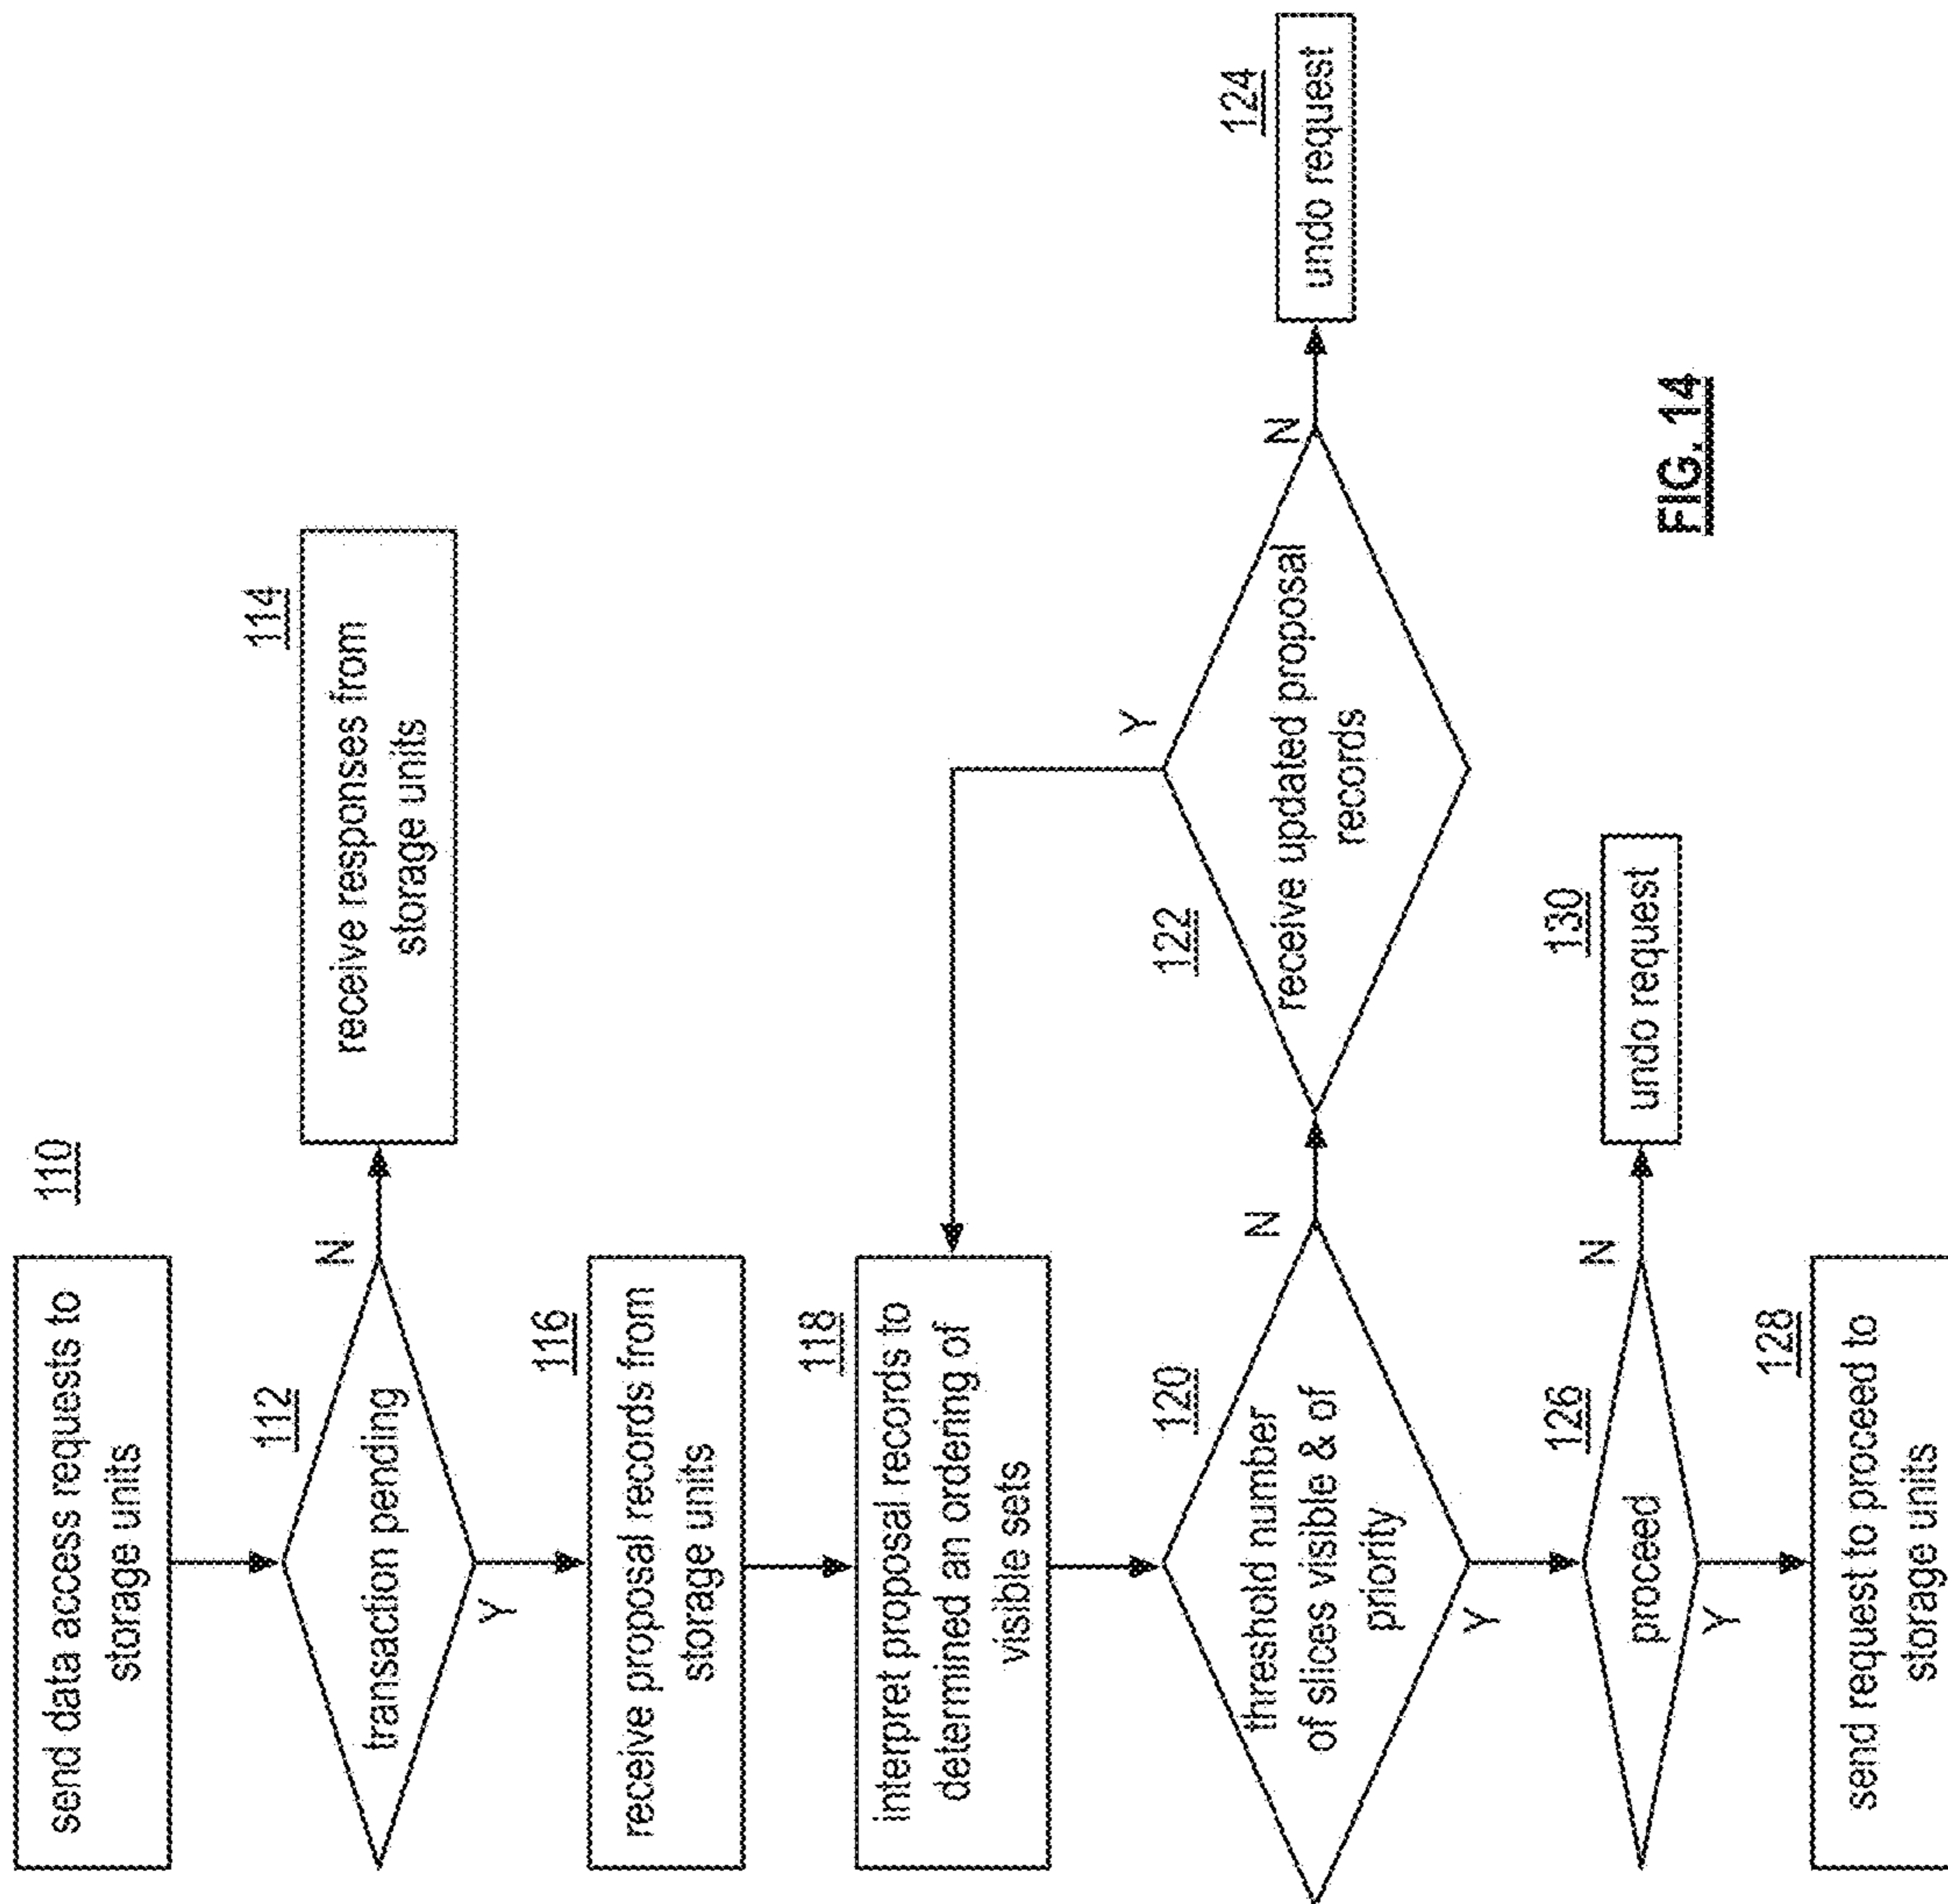 110
send data access requests to
storage units
112
transaction pending
N
Y
114
receive responses from
storage units
116
receive proposal records from
storage units
118
interpret proposal records to
determined an ordering of
visible sets
120
threshold number
of slices visible & of
priority
N
Y
122
receive updated proposal
records
Y
N
124
undo request
126
proceed
N
Y
130
undo request
128
send request to proceed to
storage units
FIG. 14